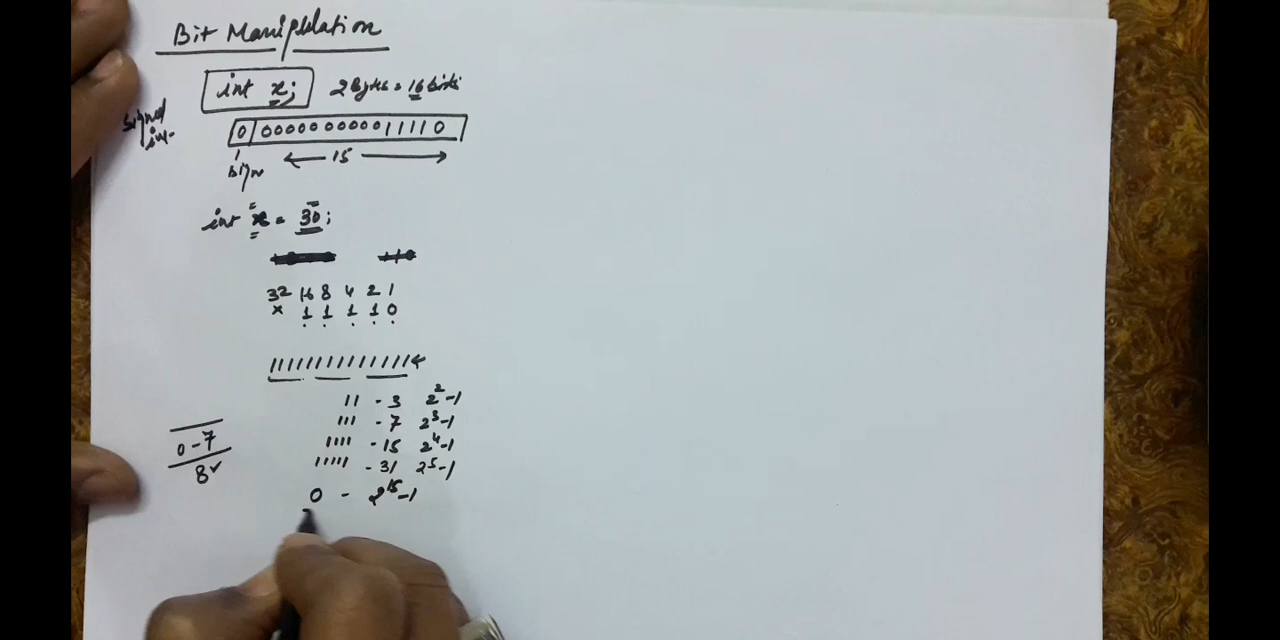 Bit Manipulation
int x; 2 Bytes = 16 bits
signed int
0 000000000011110
sign 15
int x = 30;
32 16 8 4 2 1
x 1 1 1 1 0
11 - 3 2²-1
111 - 7 2³-1
1111 - 15 2⁴-1
11111 - 31 2⁵-1
0 - 2¹⁵-1
0-7
8✓